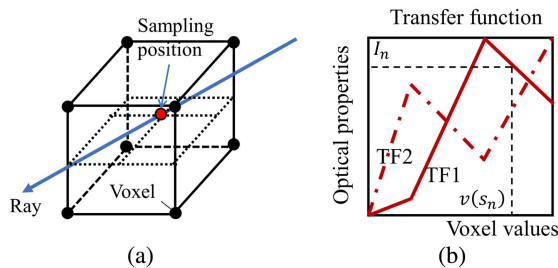 Sampling
position
Voxel
Ray
(a)
Transfer function
Optical properties
I_n
TF2
TF1
v(s_n)
Voxel values
(b)